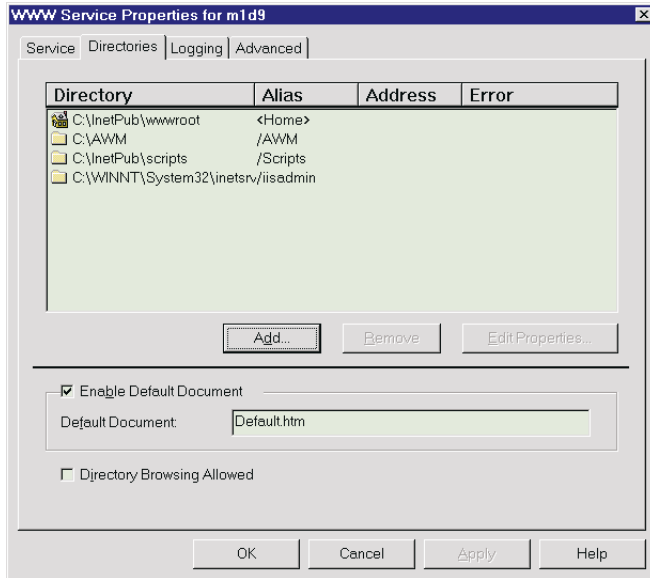 WWW Service Properties for m1d9
Service Directories Logging Advanced
Directory Alias Address Error
C:\InetPub\wwwroot <Home>
C:\AWM /AWM
C:\InetPub\scripts /Scripts
C:\WINNT\System32\inetsrv /iisadmin
Add... Remove Edit Properties...
Enable Default Document
Default Document: Default.htm
Directory Browsing Allowed
OK Cancel Apply Help